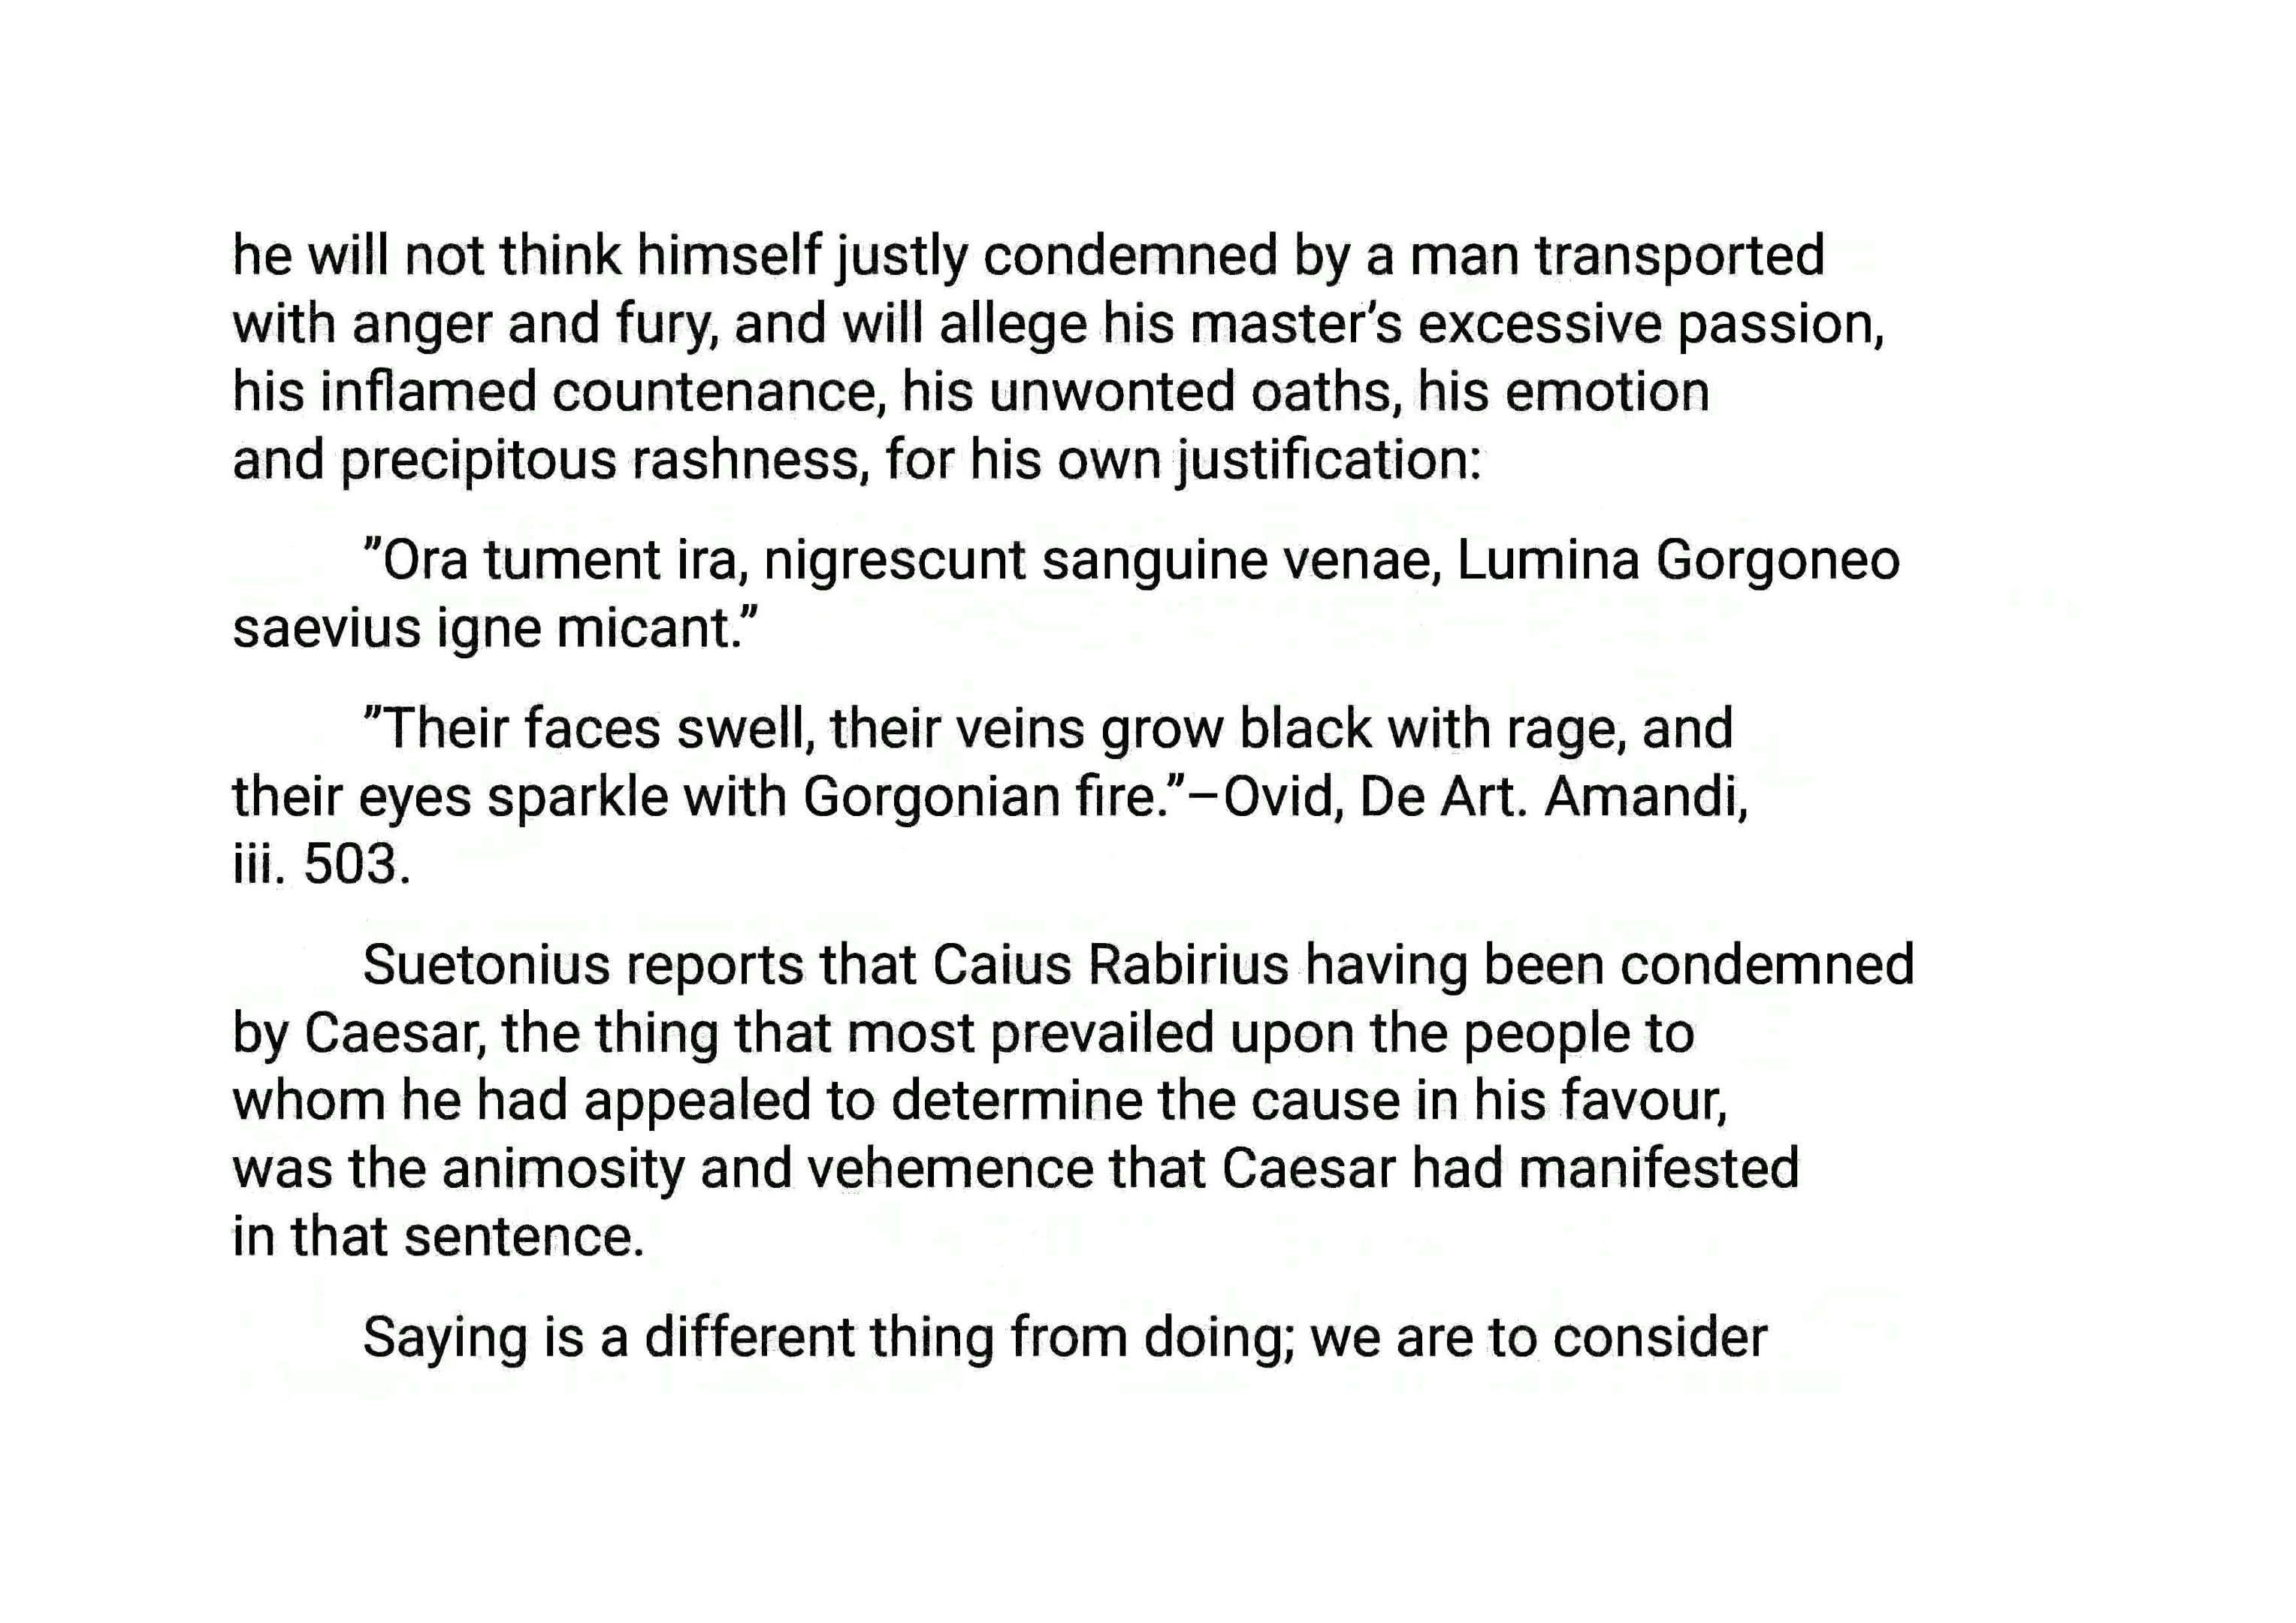 he will not think himself justly condemned by a man transported
with anger and fury, and will allege his master’s excessive passion,
his inflamed countenance, his unwonted oaths, his emotion
and precipitous rashness, for his own justification:
”Ora tument ira, nigrescunt sanguine venae, Lumina Gorgoneo
saevius igne micant.”
”Their faces swell, their veins grow black with rage, and
their eyes sparkle with Gorgonian fire.”—Ovid, De Art. Amandi,
iii. 503.
Suetonius reports that Caius Rabirius having been condemned
by Caesar, the thing that most prevailed upon the people to
whom he had appealed to determine the cause in his favour,
was the animosity and vehemence that Caesar had manifested
in that sentence.
Saying is a different thing from doing; we are to consider